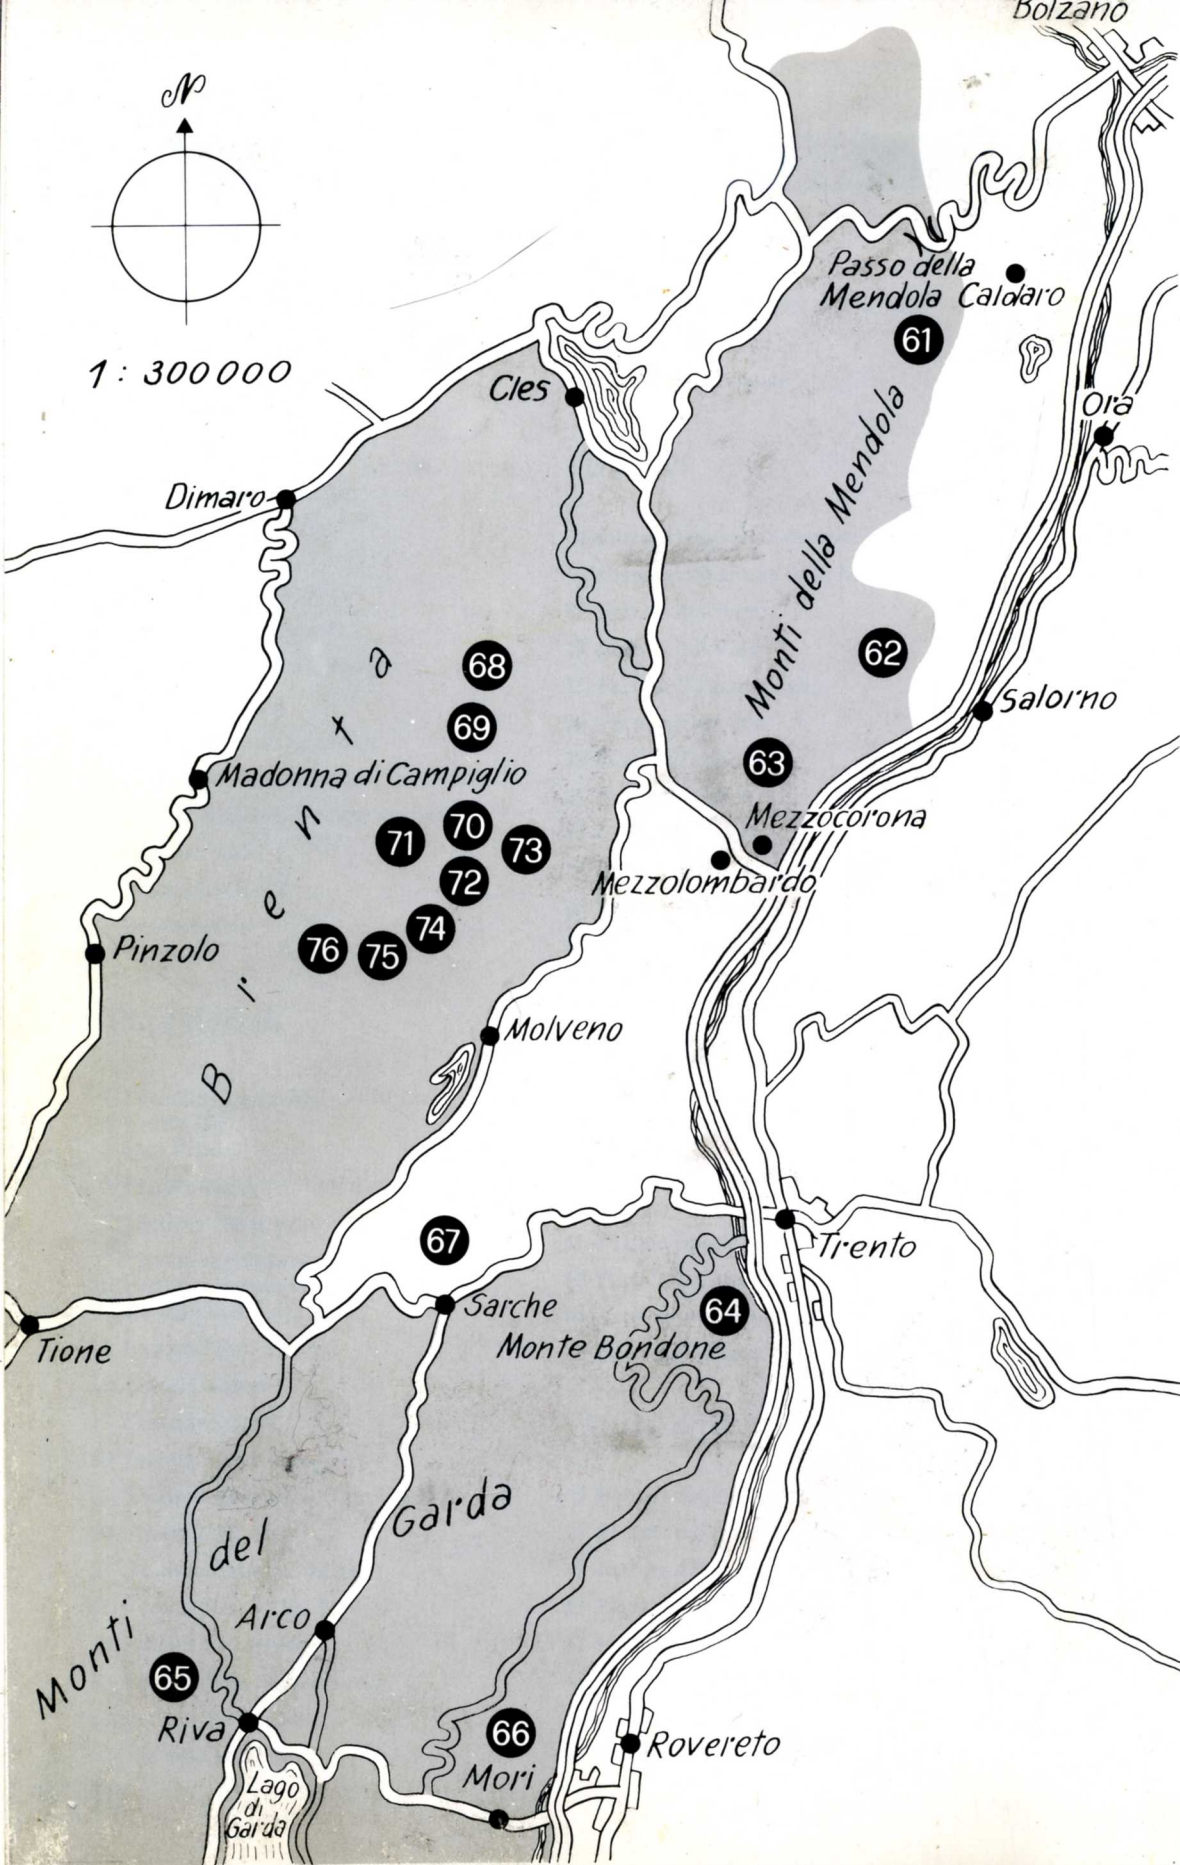 Bolzano
N
1 : 300000
Passo della
Mendola
Caldaro
61
Cles
Ora
Dimaro
Monti della Mendola
62
Salorno
68
69
63
Madonna di Campiglio
Mezzocorona
70
71
73
72
Mezzolombardo
Brenta
74
76
75
Pinzolo
Molveno
67
Trento
Sarche
64
Monte Bondone
Tione
Monti del Garda
Arco
65
Riva
66
Rovereto
Mori
Lago
di
Garda